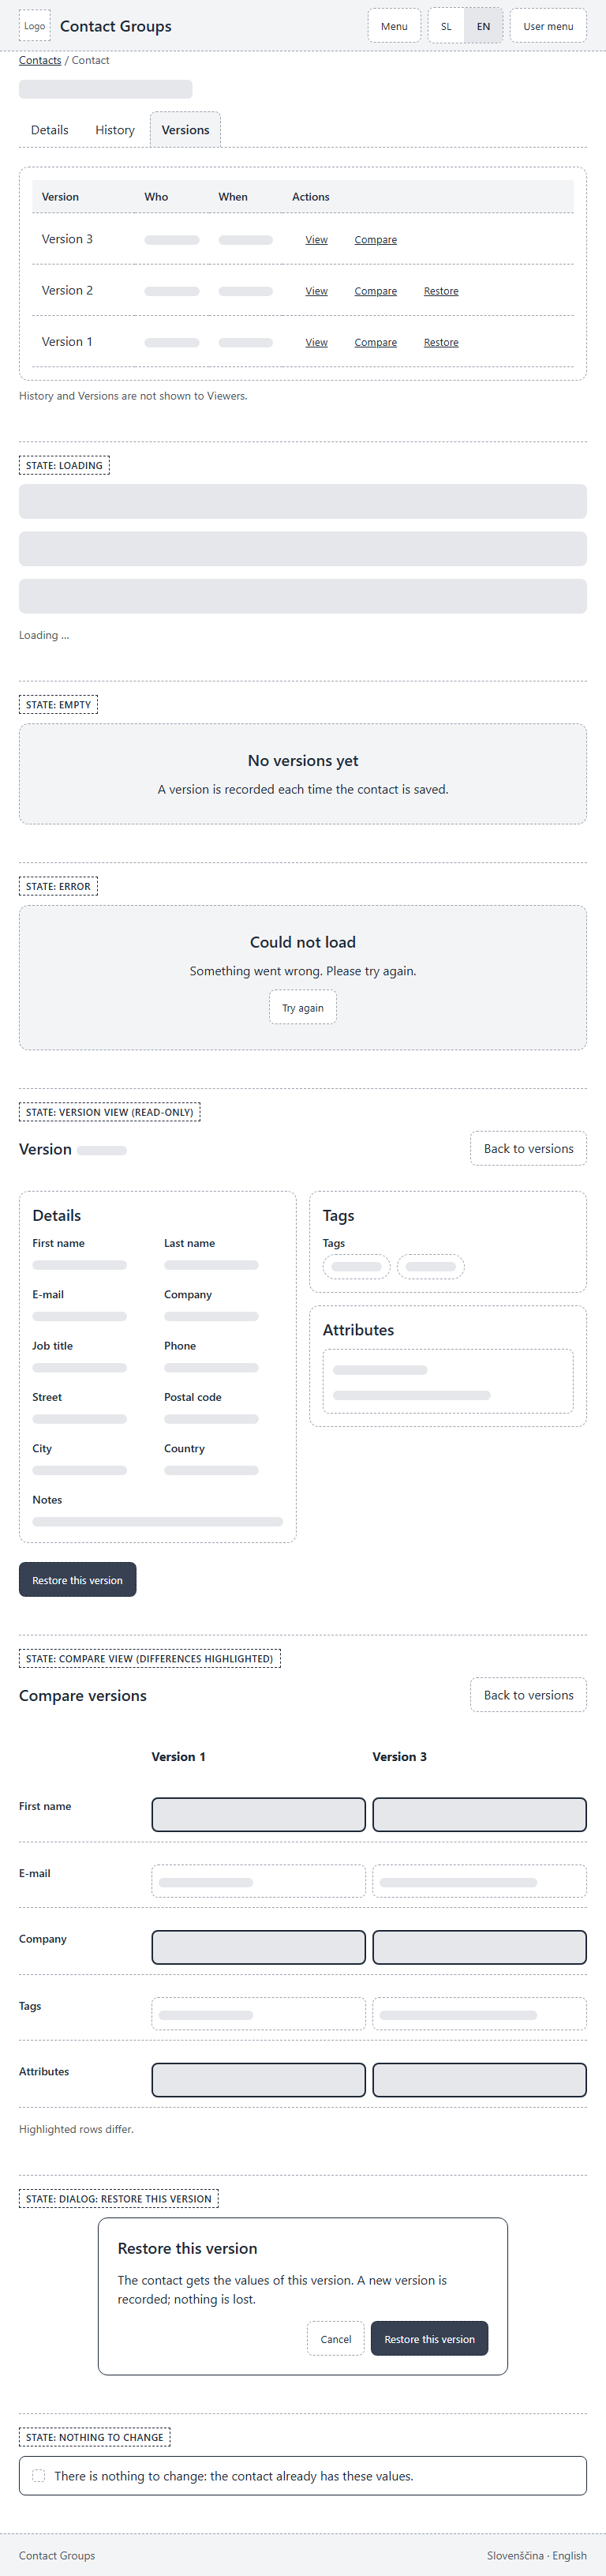 Logo Contact Groups Menu SL EN User menu
Contacts / Contact
Details History Versions
Version Who When Actions
Version 3 View Compare
Version 2 View Compare Restore
Version 1 View Compare Restore
History and Versions are not shown to Viewers.
STATE: LOADING
Loading ...
STATE: EMPTY
No versions yet
A version is recorded each time the contact is saved.
STATE: ERROR
Could not load
Something went wrong. Please try again.
Try again
STATE: VERSION VIEW (READ-ONLY)
Version Back to versions
Details
First name Last name
E-mail Company
Job title Phone
Street Postal code
City Country
Notes
Tags
Tags
Attributes
Restore this version
STATE: COMPARE VIEW (DIFFERENCES HIGHLIGHTED)
Compare versions Back to versions
Version 1 Version 3
First name
E-mail
Company
Tags
Attributes
Highlighted rows differ.
STATE: DIALOG: RESTORE THIS VERSION
Restore this version
The contact gets the values of this version. A new version is
recorded; nothing is lost.
Cancel Restore this version
STATE: NOTHING TO CHANGE
There is nothing to change: the contact already has these values.
Contact Groups Slovenščina · English